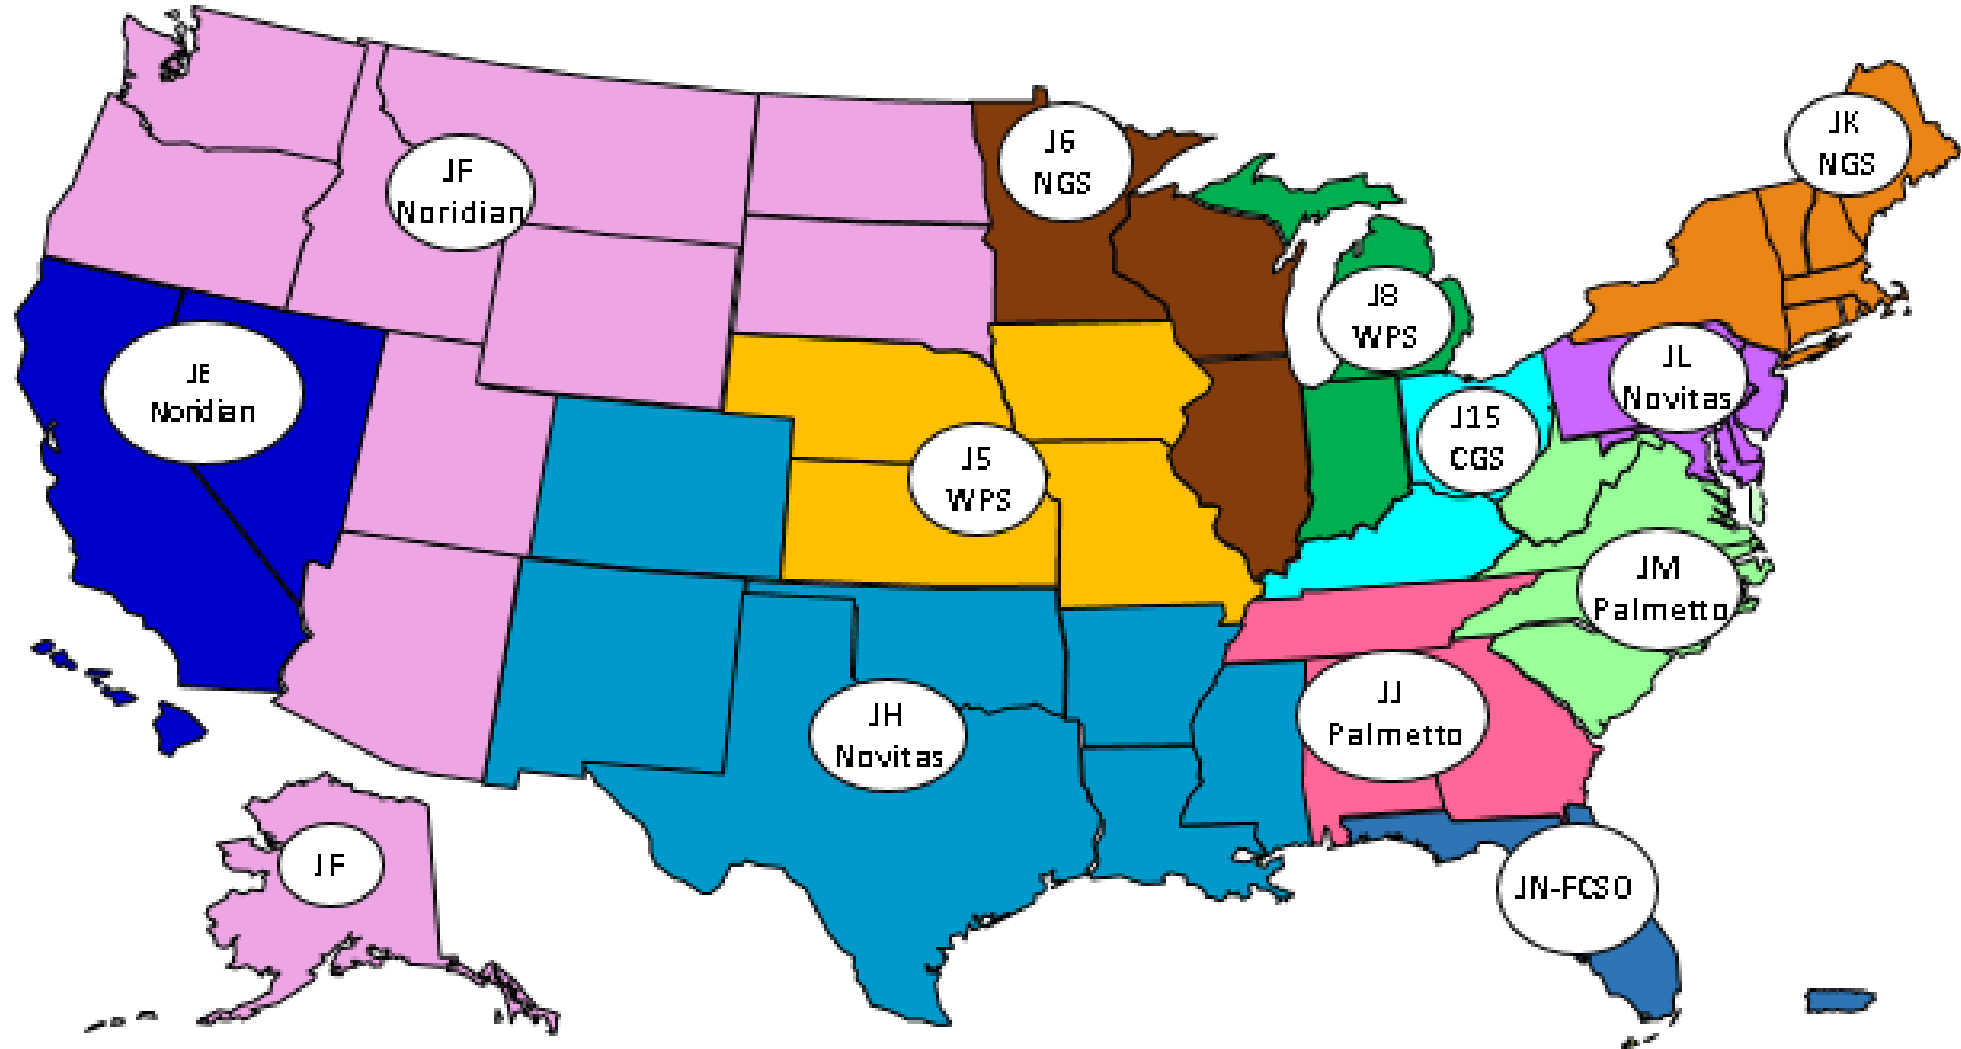 JF
Noridian
J6
NGS
JK
NGS
J8
WPS
JE
Noridian
JL
Novitas
J15
CGS
J5
WPS
JM
Palmetto
JH
Novitas
JJ
Palmetto
JF
JN-FCSO